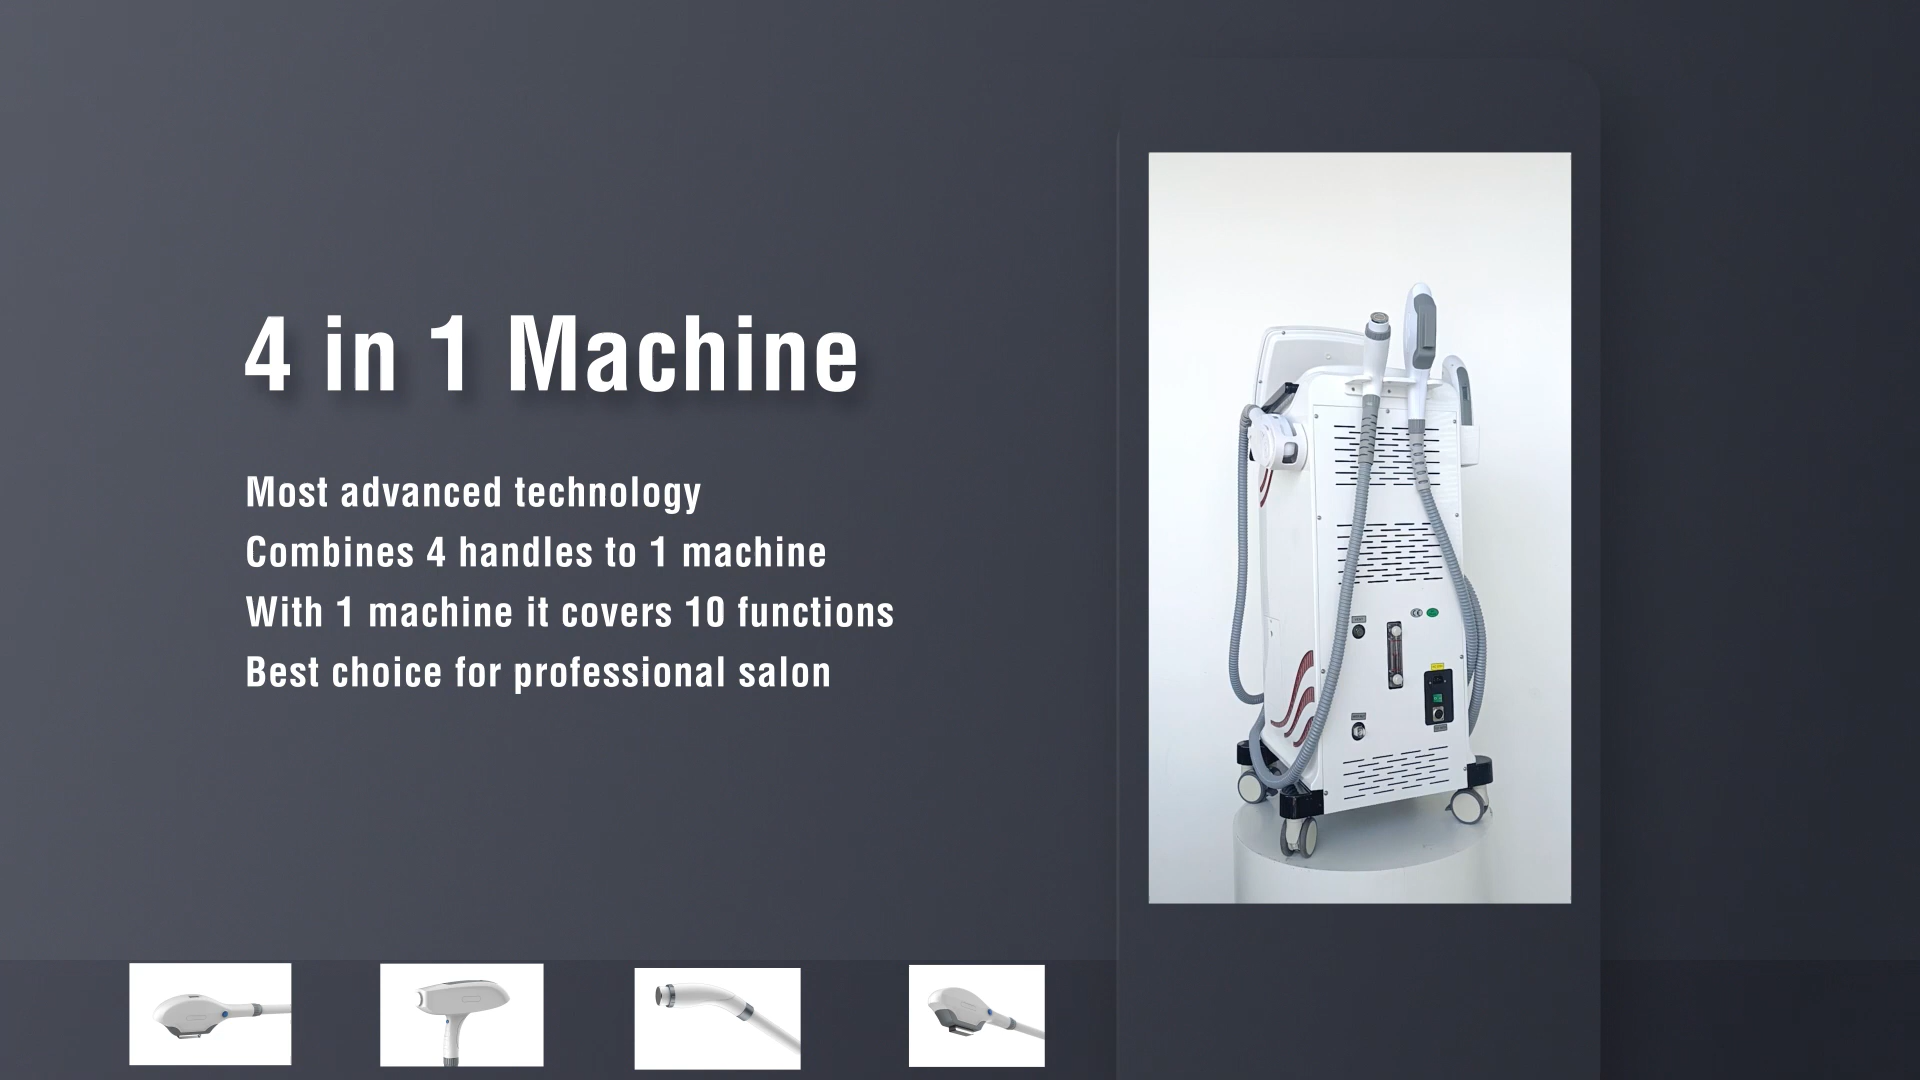 4 in 1 Machine
Most advanced technology
Combines 4 handles to 1 machine
With 1 machine it covers 10 functions
Best choice for professional salon